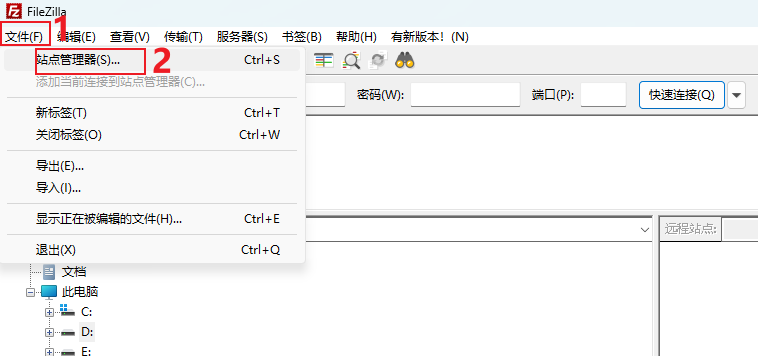 FileZilla
文件(F) 编辑(E) 查看(V) 传输(T) 服务器(S) 书签(B) 帮助(H) 有新版本！(N)
1
站点管理器(S)... Ctrl+S
2
添加当前连接到站点管理器(C)...
密码(W): 端口(P): 快速连接(Q)
新标签(T) Ctrl+T
关闭标签(O) Ctrl+W
导出(E)...
导入(I)...
显示正在被编辑的文件(H)... Ctrl+E
远程站点:
退出(X) Ctrl+Q
文档
此电脑
C:
D:
E: